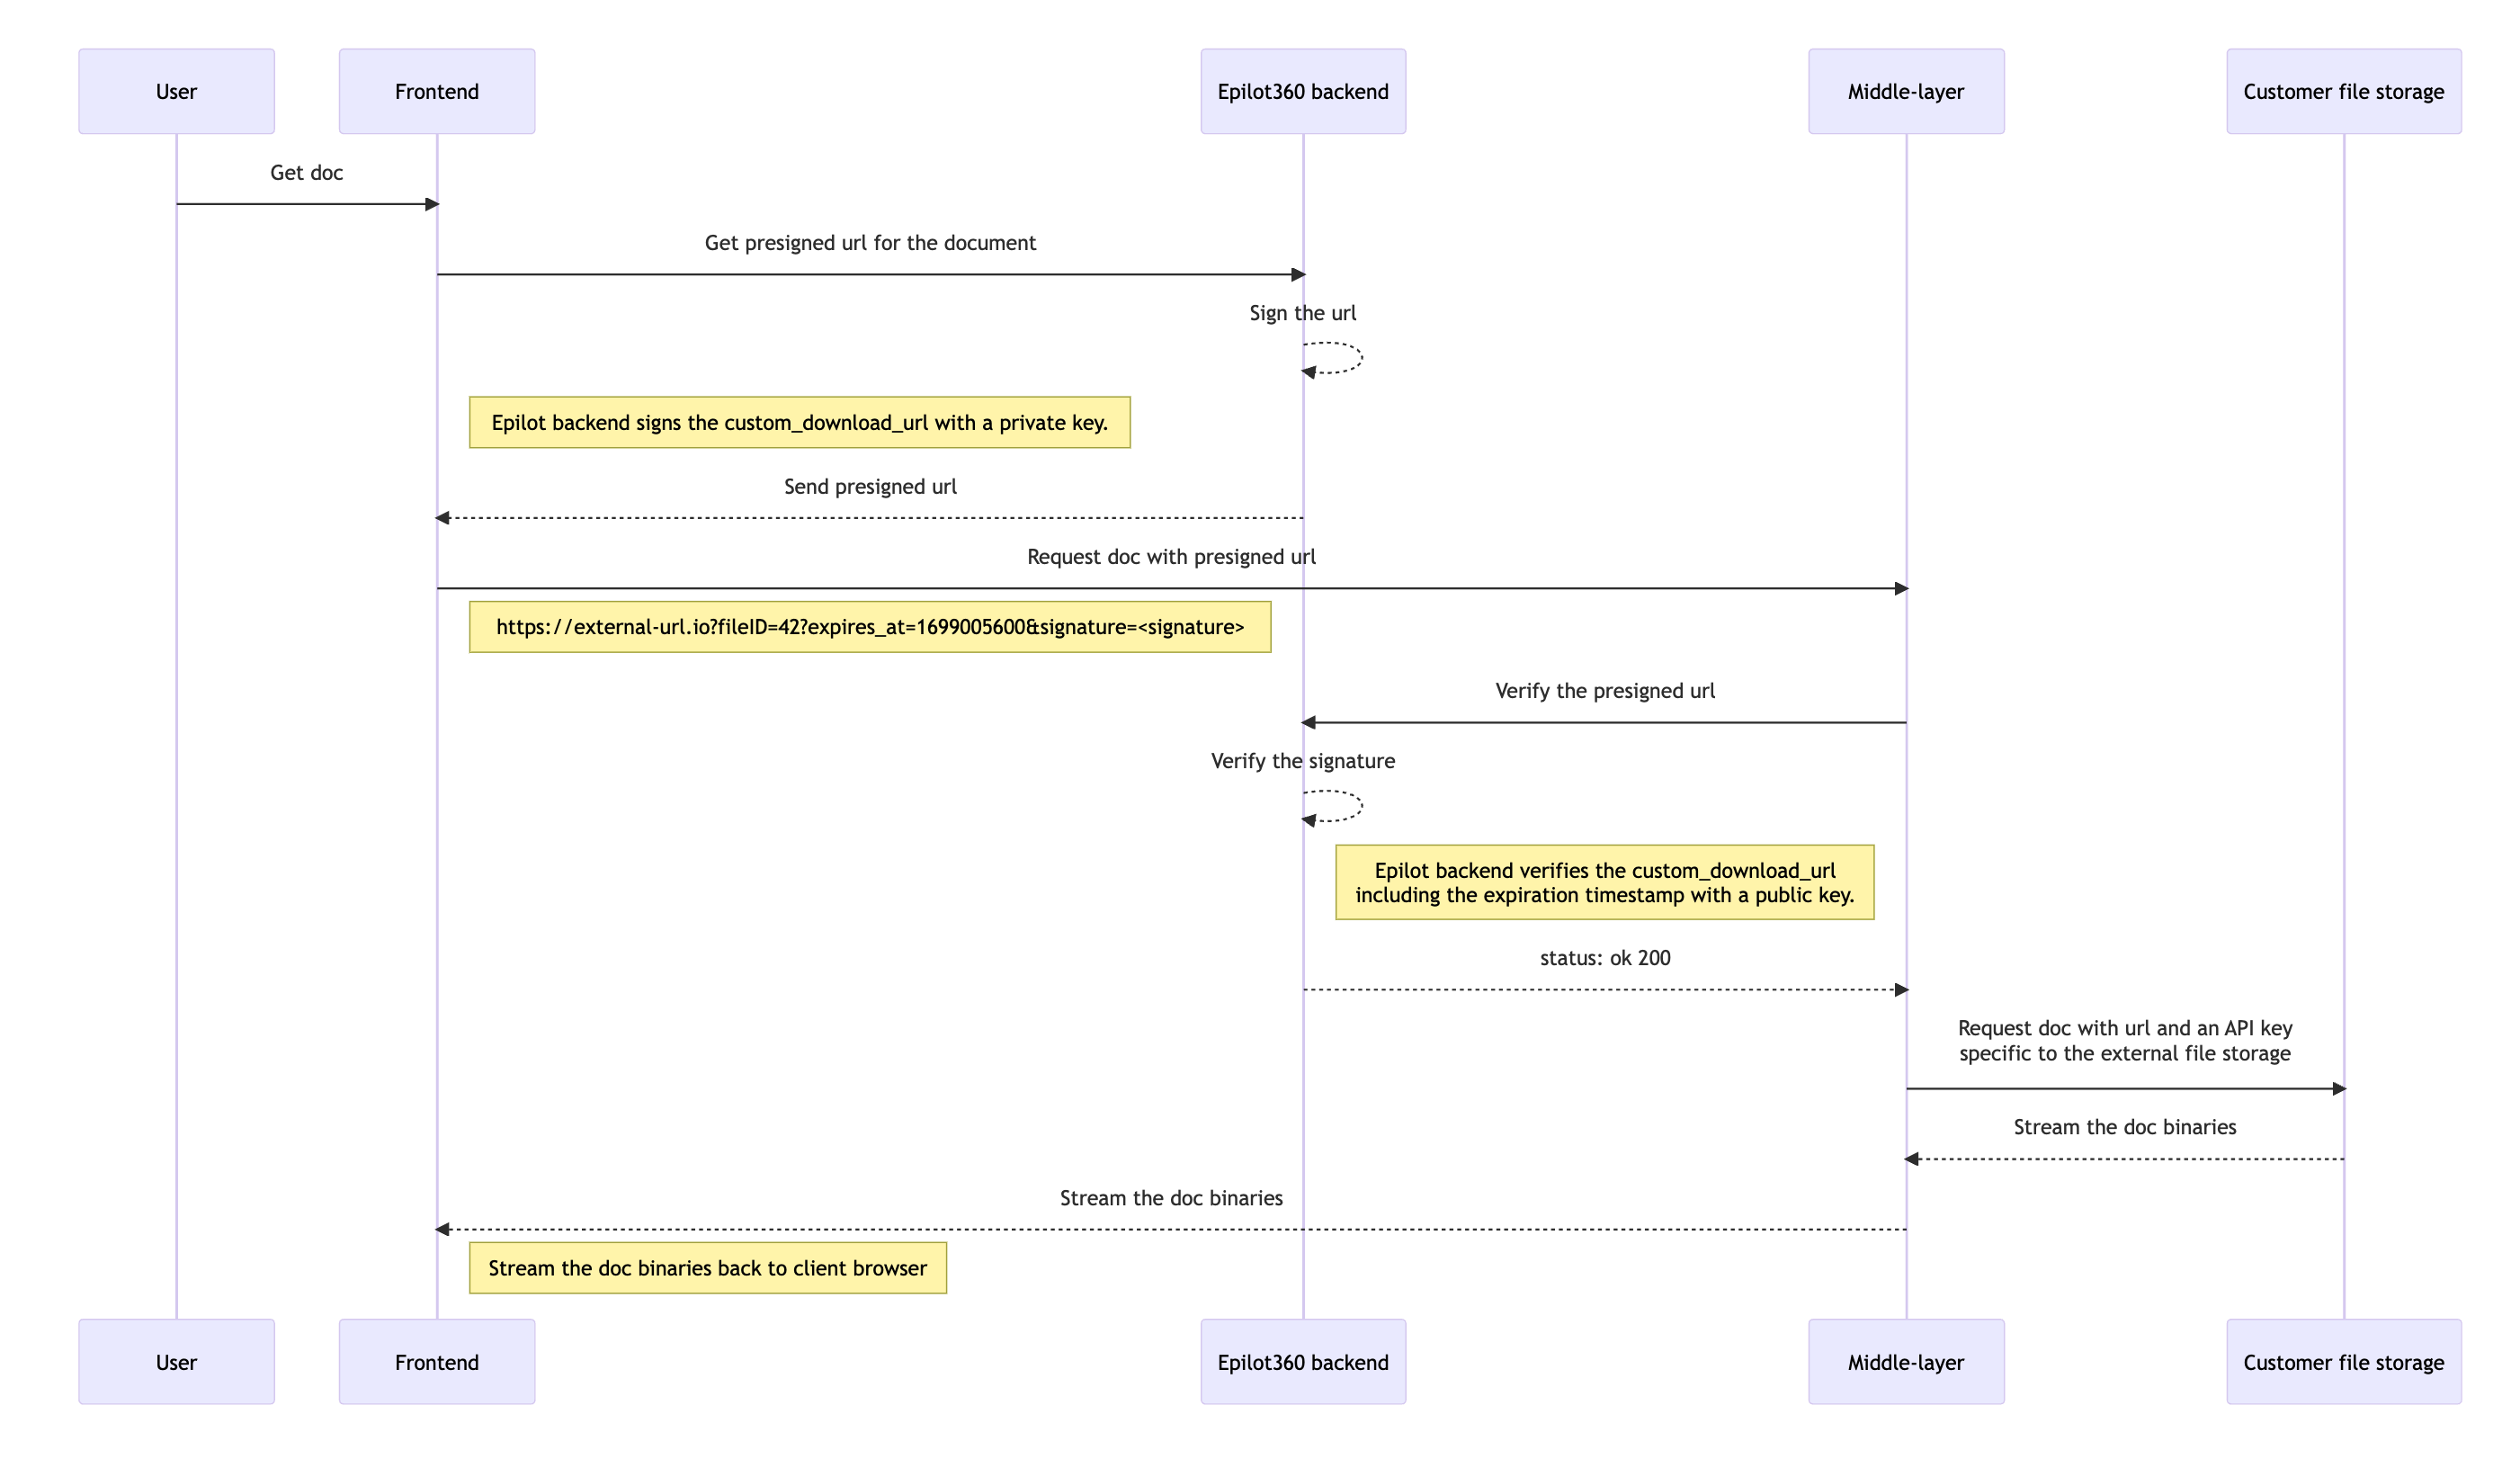 User
Frontend
Epilot360 backend
Middle-layer
Customer file storage
Get doc
Get presigned url for the document
Sign the url
Epilot backend signs the custom_download_url with a private key.
Send presigned url
Request doc with presigned url
https://external-url.io?fileID=42?expires_at=1699005600&signature=<signature>
Verify the presigned url
Verify the signature
Epilot backend verifies the custom_download_url
including the expiration timestamp with a public key.
status: ok 200
Request doc with url and an API key
specific to the external file storage
Stream the doc binaries
Stream the doc binaries
Stream the doc binaries back to client browser
User
Frontend
Epilot360 backend
Middle-layer
Customer file storage